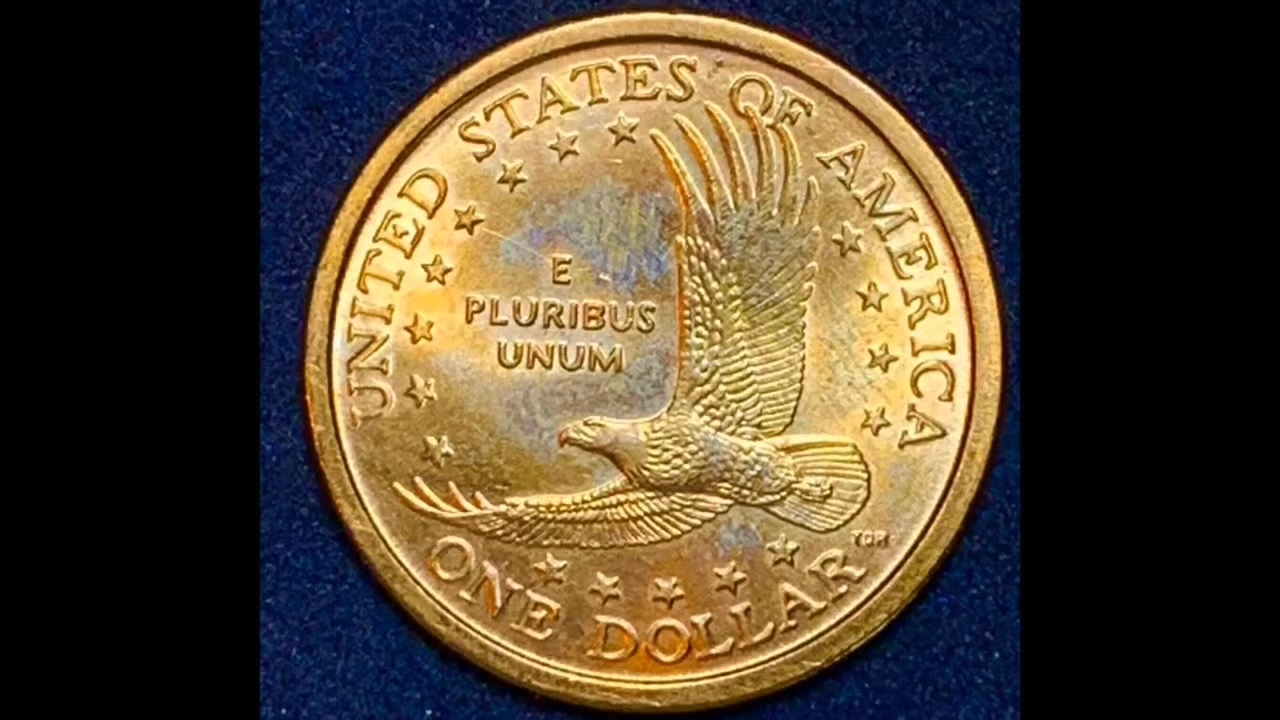 UNITED STATES OF AMERICA
E
PLURIBUS
UNUM
TDR
ONE DOLLAR